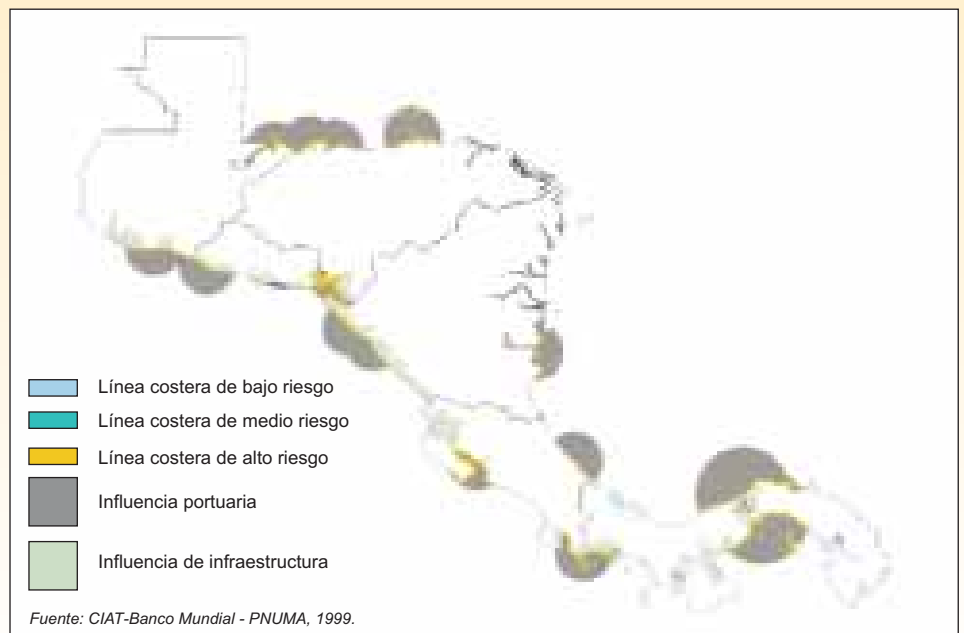 Línea costera de bajo riesgo
Línea costera de medio riesgo
Línea costera de alto riesgo
Influencia portuaria
Influencia de infraestructura
Fuente: CIAT-Banco Mundial - PNUMA, 1999.